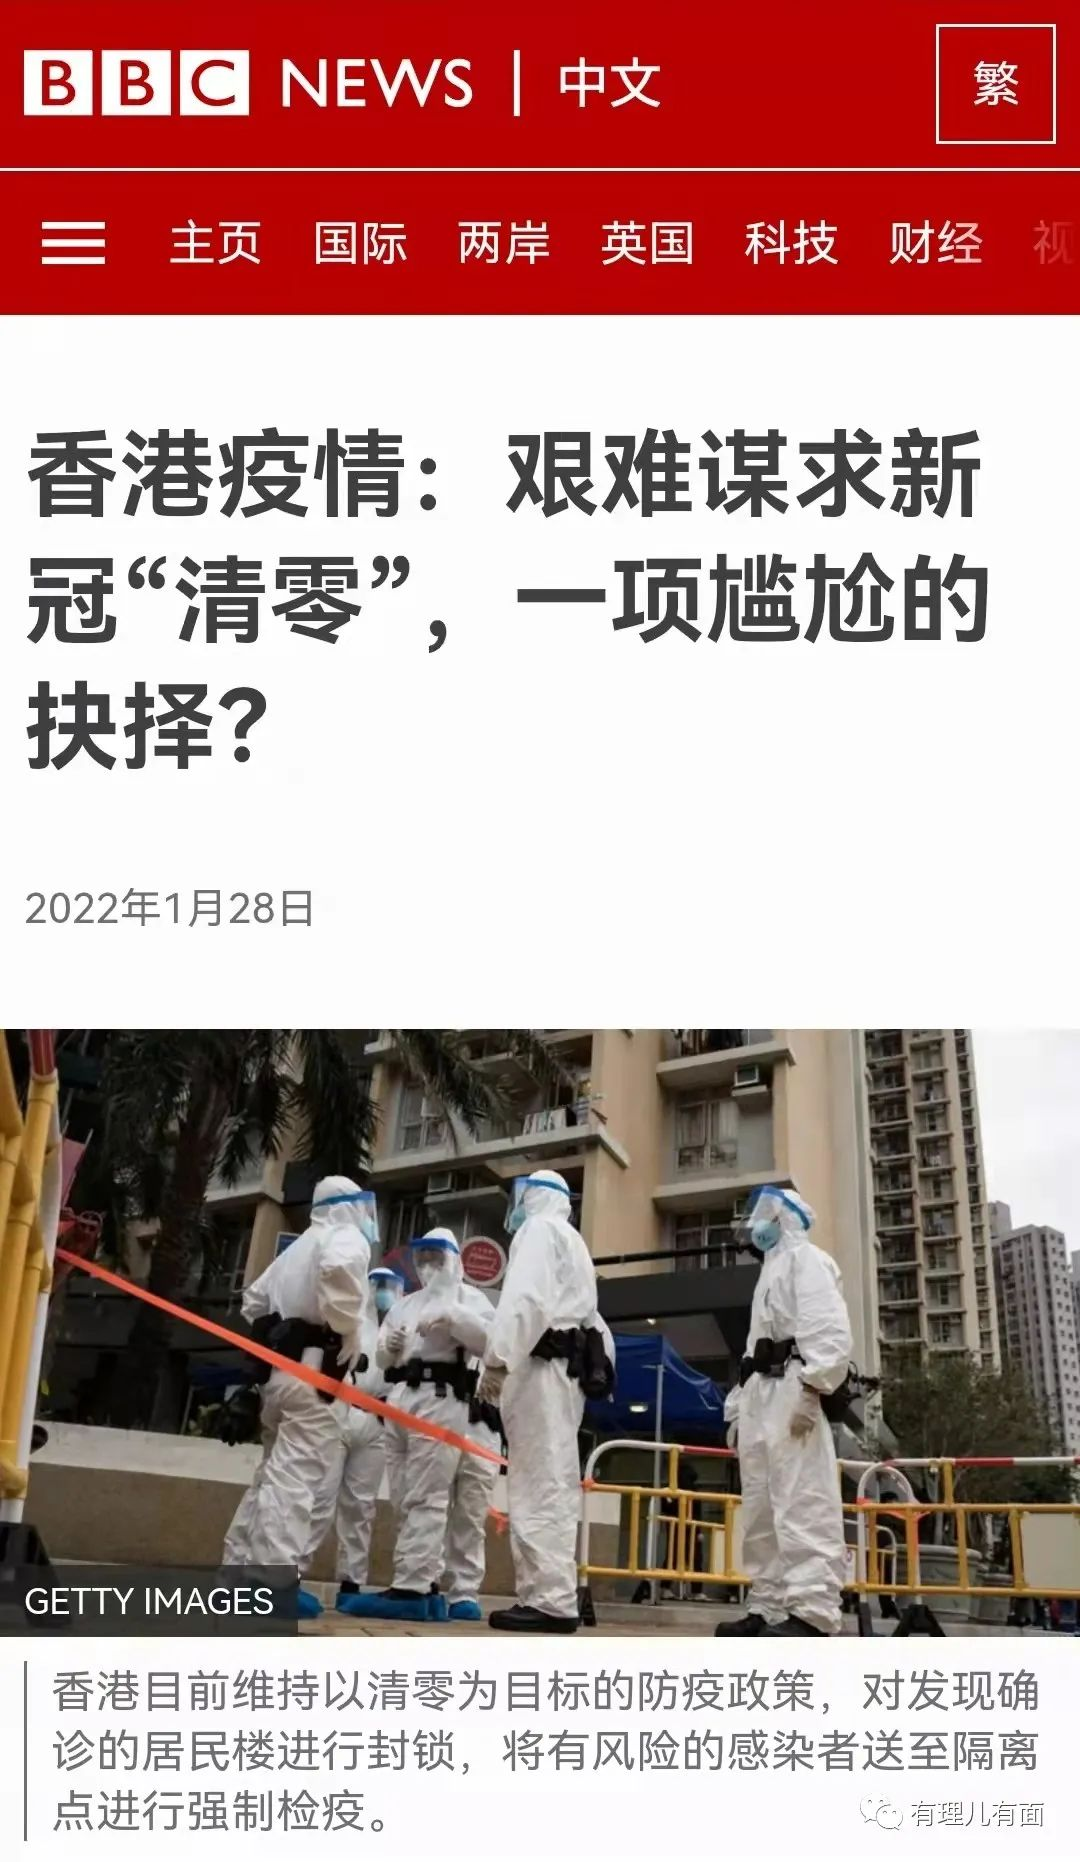 BBC NEWS | 中文
繁
主页 国际 两岸 英国 科技 财经 视
香港疫情：艰难谋求新
冠“清零”，一项尴尬的
抉择？
2022年1月28日
GETTY IMAGES
香港目前维持以清零为目标的防疫政策，对发现确
诊的居民楼进行封锁，将有风险的感染者送至隔离
点进行强制检疫。
有理儿有面